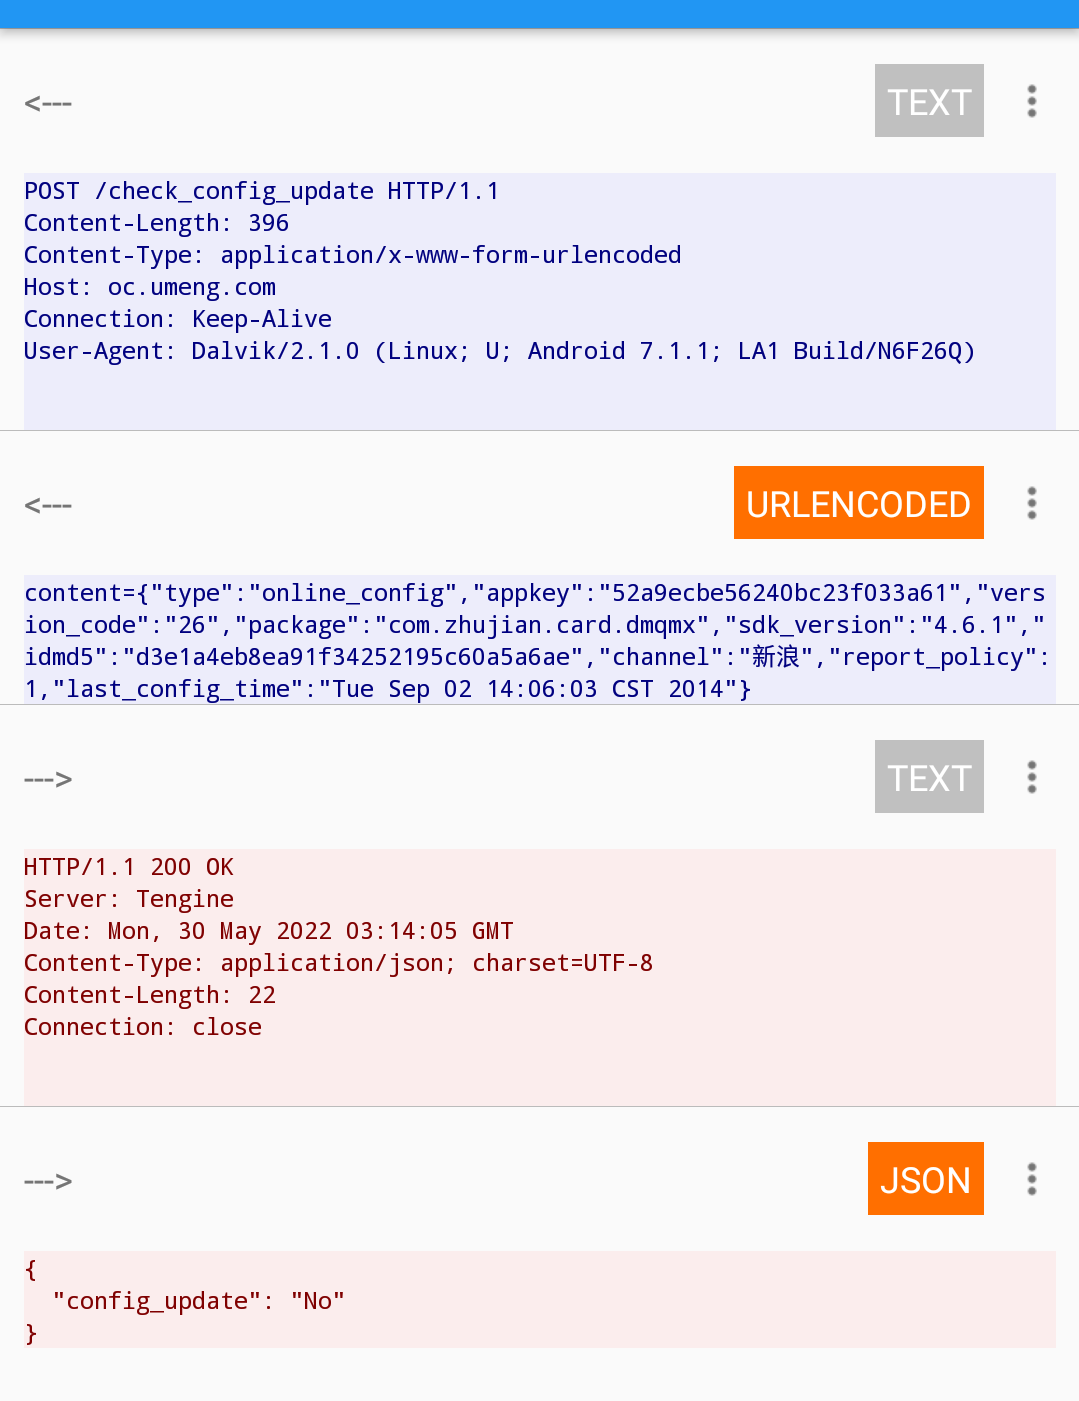 <---
TEXT
POST /check_config_update HTTP/1.1
Content-Length: 396
Content-Type: application/x-www-form-urlencoded
Host: oc.umeng.com
Connection: Keep-Alive
User-Agent: Dalvik/2.1.0 (Linux; U; Android 7.1.1; LA1 Build/N6F26Q)
<---
URLENCODED
content={"type":"online_config","appkey":"52a9ecbe56240bc23f033a61","vers
ion_code":"26","package":"com.zhujian.card.dmqmx","sdk_version":"4.6.1","
idmd5":"d3e1a4eb8ea91f34252195c60a5a6ae","channel":"新浪","report_policy":
1,"last_config_time":"Tue Sep 02 14:06:03 CST 2014"}
--->
TEXT
HTTP/1.1 200 OK
Server: Tengine
Date: Mon, 30 May 2022 03:14:05 GMT
Content-Type: application/json; charset=UTF-8
Content-Length: 22
Connection: close
--->
JSON
{
  "config_update": "No"
}